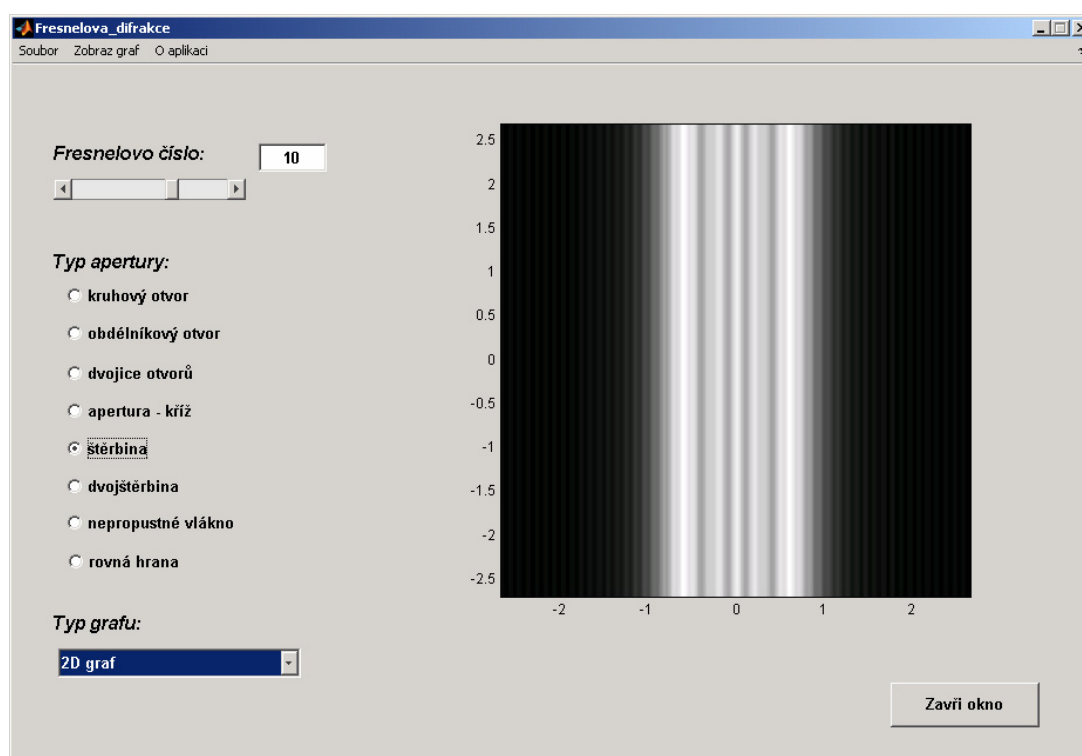 Fresnelova_difrakce
Soubor Zobraz graf O aplikaci
Fresnelovo číslo: 10
Typ apertury:
kruhový otvor
obdélníkový otvor
dvojice otvorů
apertura - kříž
štěrbina
dvojštěrbina
nepropustné vlákno
rovná hrana
Typ grafu:
2D graf
2.5
2
1.5
1
0.5
0
-0.5
-1
-1.5
-2
-2.5
-2 -1 0 1 2
Zavři okno